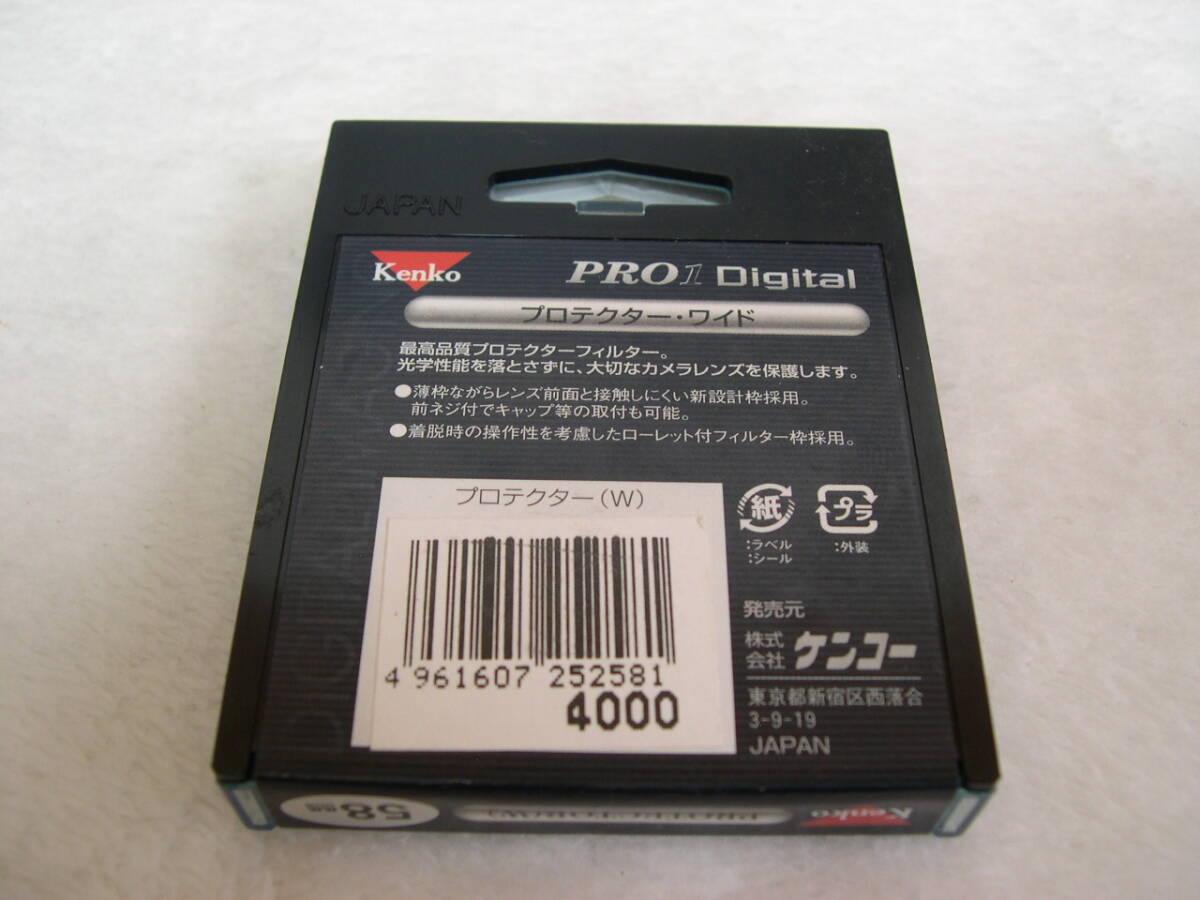 JAPAN
Kenko PRO1 Digital
プロテクター・ワイド
最高品質プロテクターフィルター。
光学性能を落とさずに、大切なカメラレンズを保護します。
●薄枠ながらレンズ前面と接触しにくい新設計枠採用。
前ネジ付でキャップ等の取付も可能。
●着脱時の操作性を考慮したローレット付フィルター枠採用。
プロテクター(W)
4 961607 252581
4000
紙
:ラベル
:シール
プラ
:外装
発売元
株式会社 ケンコー
東京都新宿区西落合
3-9-19
JAPAN
58mm
PROTECTOR(W)
Kenko